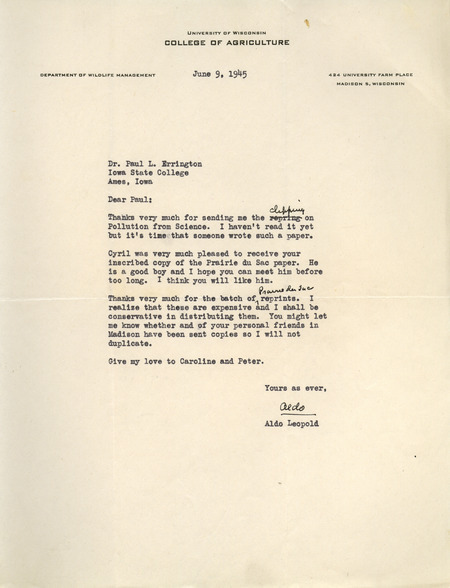 UNIVERSITY OF WISCONSIN
COLLEGE OF AGRICULTURE
DEPARTMENT OF WILDLIFE MANAGEMENT
June 9, 1945
424 UNIVERSITY FARM PLACE
MADISON 5, WISCONSIN
Dr. Paul L. Errington
Iowa State College
Ames, Iowa
Dear Paul:
clipping
Thanks very much for sending me the repring on
Pollution from Science. I haven't read it yet
but it's time that someone wrote such a paper.
Cyril was very much pleased to receive your
inscribed copy of the Prairie du Sac paper. He
is a good boy and I hope you can meet him before
too long. I think you will like him.
Prairie du Sac
Thanks very much for the batch of reprints. I
realize that these are expensive and I shall be
conservative in distributing them. You might let
me know whether and of your personal friends in
Madison have been sent copies so I will not
duplicate.
Give my love to Caroline and Peter.
Yours as ever,
Aldo
Aldo Leopold